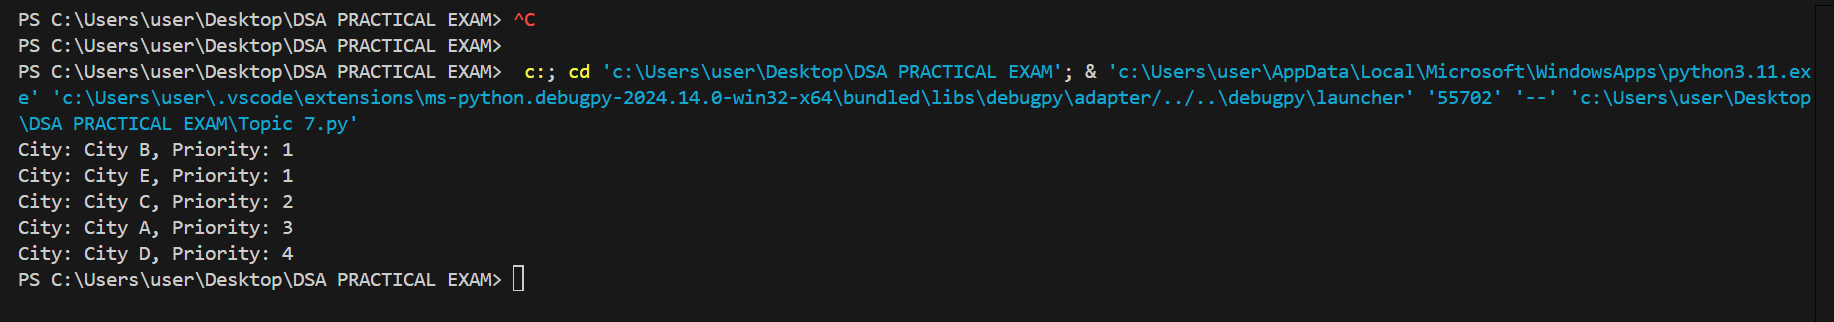 PS C:\Users\user\Desktop\DSA PRACTICAL EXAM> ^C
PS C:\Users\user\Desktop\DSA PRACTICAL EXAM>
PS C:\Users\user\Desktop\DSA PRACTICAL EXAM>  c:; cd 'c:\Users\user\Desktop\DSA PRACTICAL EXAM'; & 'c:\Users\user\AppData\Local\Microsoft\WindowsApps\python3.11.ex
e' 'c:\Users\user\.vscode\extensions\ms-python.debugpy-2024.14.0-win32-x64\bundled\libs\debugpy\adapter/../..\debugpy\launcher' '55702' '--' 'c:\Users\user\Desktop
\DSA PRACTICAL EXAM\Topic 7.py'
City: City B, Priority: 1
City: City E, Priority: 1
City: City C, Priority: 2
City: City A, Priority: 3
City: City D, Priority: 4
PS C:\Users\user\Desktop\DSA PRACTICAL EXAM>